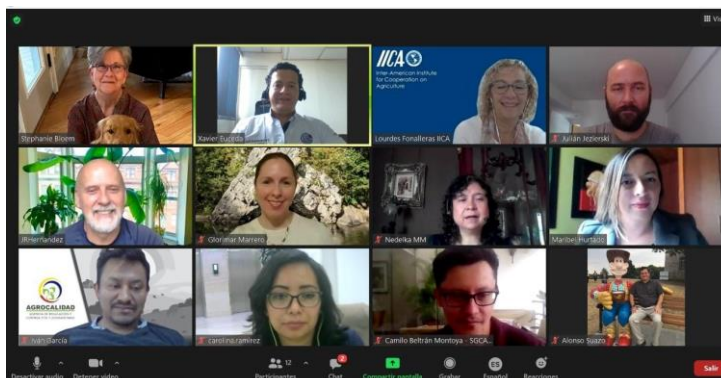 IICA
Inter-American Institute
for Cooperation on
Agriculture
Stephanie Bloem
Xavier Euceda
Lourdes Fonalleras IICA
Julián Jezierski
JRHernandez
Glorimar Marrero
Nedelka MM
Maribel Hurtado
AGROCALIDAD
Iván García
carolina.ramirez
Camilo Beltrán Montoya - SGCA...
Alonso Suazo
Desactivar audio
Detener video
12
Participantes
2
Chat
Compartir pantalla
Grabar
ES
Español
Reacciones
Salir